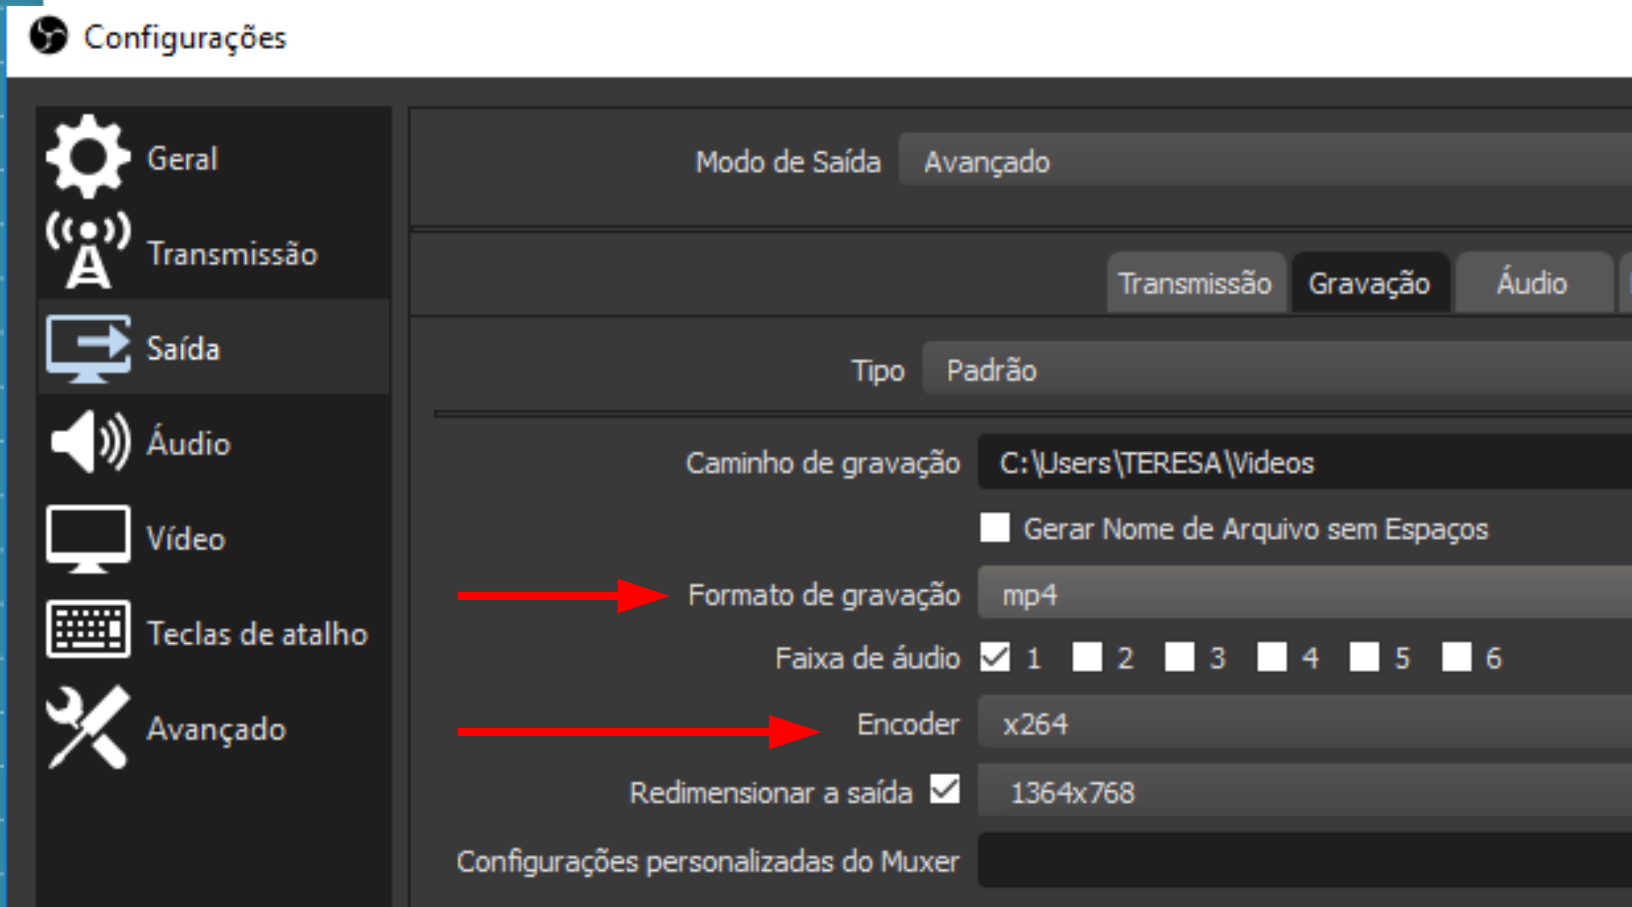 Configurações
Geral
Transmissão
Saída
Áudio
Vídeo
Teclas de atalho
Avançado
Modo de Saída Avançado
Transmissão Gravação Áudio
Tipo Padrão
Caminho de gravação C:\Users\TERESA\Videos
Gerar Nome de Arquivo sem Espaços
Formato de gravação mp4
Faixa de áudio 1 2 3 4 5 6
Encoder x264
Redimensionar a saída 1364x768
Configurações personalizadas do Muxer